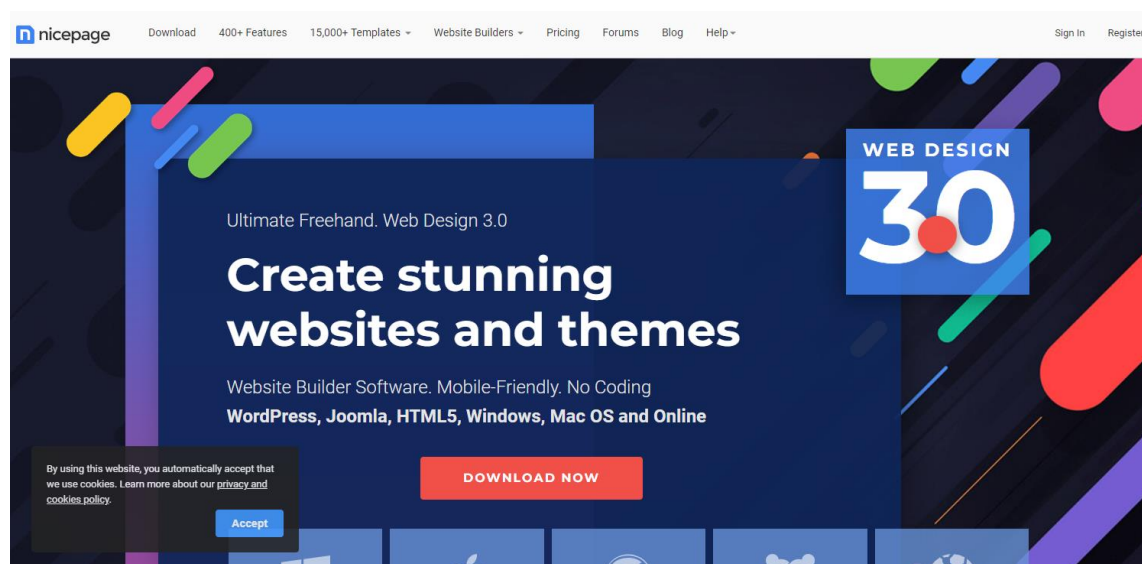 nicepage Download 400+ Features 15,000+ Templates Website Builders Pricing Forums Blog Help Sign In Register
WEB DESIGN
3.0
Ultimate Freehand. Web Design 3.0
Create stunning
websites and themes
Website Builder Software. Mobile-Friendly. No Coding
WordPress, Joomla, HTML5, Windows, Mac OS and Online
DOWNLOAD NOW
By using this website, you automatically accept that
we use cookies. Learn more about our privacy and
cookies policy.
Accept